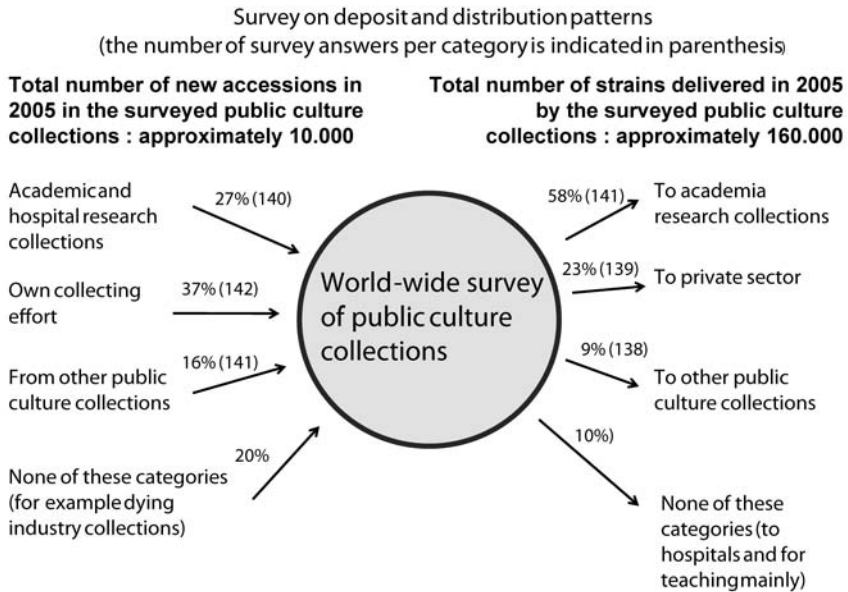 Survey on deposit and distribution patterns
(the number of survey answers per category is indicated in parenthesis)
Total number of new accessions in
2005 in the surveyed public culture
collections : approximately 10.000
Total number of strains delivered in 2005
by the surveyed public culture
collections : approximately 160.000
Academic and
hospital research
collections
27% (140)
Own collecting
effort
37% (142)
From other public
culture collections
16% (141)
None of these categories
(for example dying
industry collections)
20%
World-wide survey
of public culture
collections
58% (141)
To academia
research collections
23% (139)
To private sector
9% (138)
To other public
culture collections
10%)
None of these
categories (to
hospitals and for
teaching mainly)